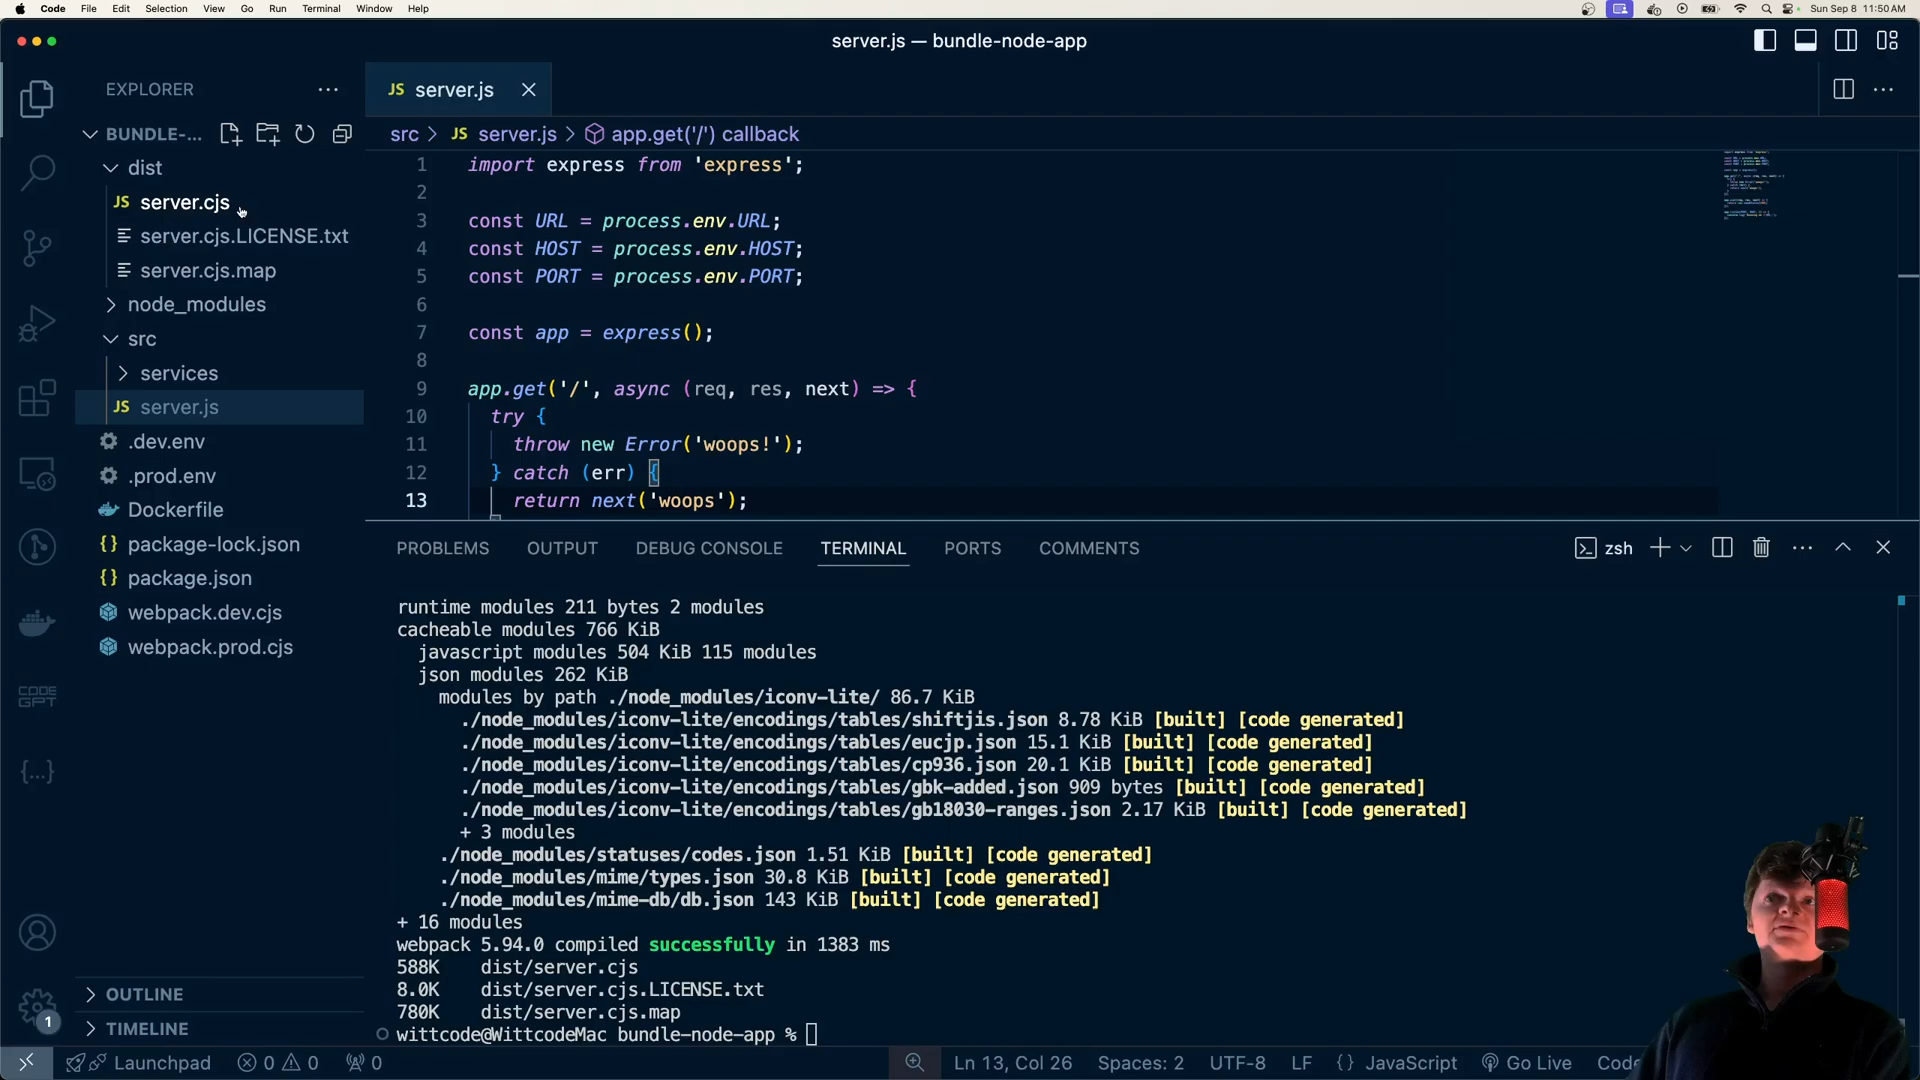 Code File Edit Selection View Go Run Terminal Window Help Sun Sep 8 11:50 AM
server.js — bundle-node-app
EXPLORER
JS server.js
BUNDLE-...
src > JS server.js > app.get('/') callback
dist
JS server.cjs
server.cjs.LICENSE.txt
server.cjs.map
node_modules
src
services
JS server.js
.dev.env
.prod.env
Dockerfile
{} package-lock.json
{} package.json
webpack.dev.cjs
webpack.prod.cjs
CODE
GPT
{...}
OUTLINE
TIMELINE
1
1 import express from 'express';
2
3 const URL = process.env.URL;
4 const HOST = process.env.HOST;
5 const PORT = process.env.PORT;
6
7 const app = express();
8
9 app.get('/', async (req, res, next) => {
10 try {
11 throw new Error('woops!');
12 } catch (err) {
13 return next('woops');
PROBLEMS OUTPUT DEBUG CONSOLE TERMINAL PORTS COMMENTS zsh
runtime modules 211 bytes 2 modules
cacheable modules 766 KiB
javascript modules 504 KiB 115 modules
json modules 262 KiB
modules by path ./node_modules/iconv-lite/ 86.7 KiB
./node_modules/iconv-lite/encodings/tables/shiftjis.json 8.78 KiB [built] [code generated]
./node_modules/iconv-lite/encodings/tables/eucjp.json 15.1 KiB [built] [code generated]
./node_modules/iconv-lite/encodings/tables/cp936.json 20.1 KiB [built] [code generated]
./node_modules/iconv-lite/encodings/tables/gbk-added.json 909 bytes [built] [code generated]
./node_modules/iconv-lite/encodings/tables/gb18030-ranges.json 2.17 KiB [built] [code generated]
+ 3 modules
./node_modules/statuses/codes.json 1.51 KiB [built] [code generated]
./node_modules/mime/types.json 30.8 KiB [built] [code generated]
./node_modules/mime-db/db.json 143 KiB [built] [code generated]
+ 16 modules
webpack 5.94.0 compiled successfully in 1383 ms
588K dist/server.cjs
8.0K dist/server.cjs.LICENSE.txt
780K dist/server.cjs.map
wittcode@WittcodeMac bundle-node-app %
Launchpad 0 0 0 Ln 13, Col 26 Spaces: 2 UTF-8 LF {} JavaScript Go Live Code